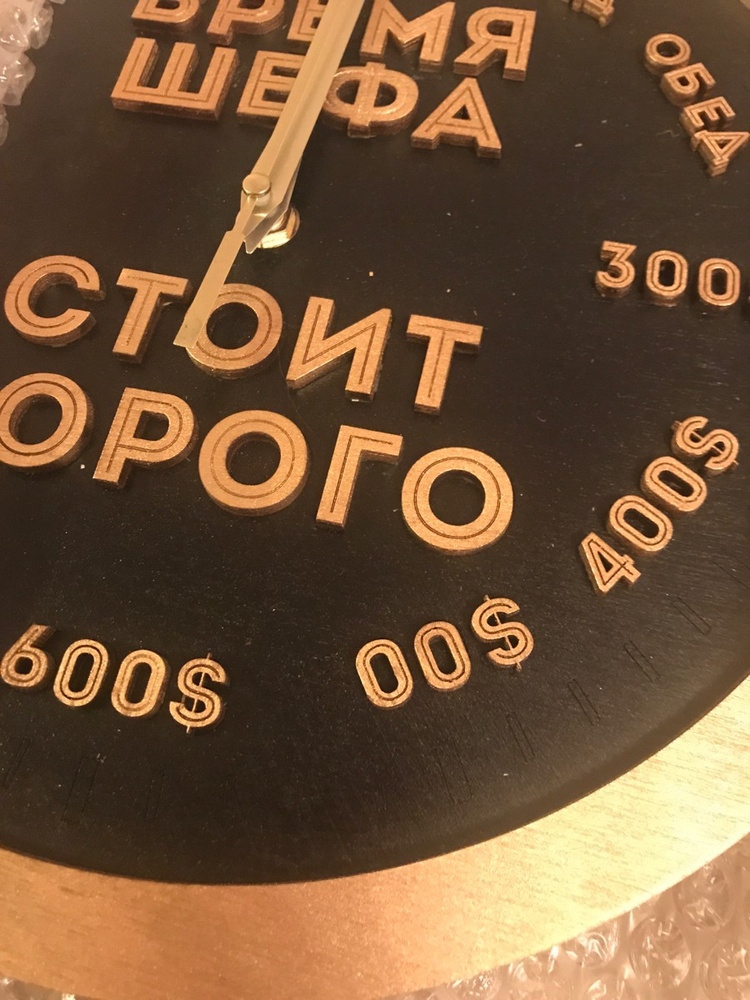 ВРЕМЯ
ШЕФА
СТОИТ
ОРОГО
ОБЕД
300
400$
00$
600$